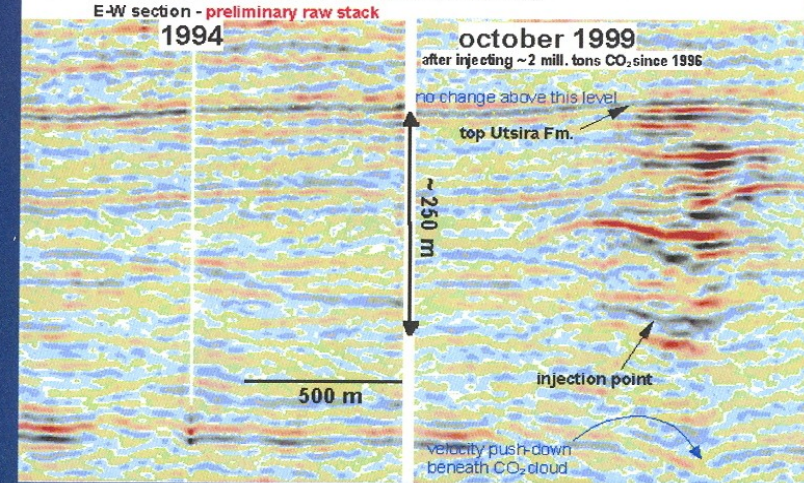 E-W section - preliminary raw stack
1994
october 1999
after injecting ~2 mill. tons CO₂ since 1996
no change above this level
top Utsira Fm.
~ 250 m
injection point
500 m
velocity push-down
beneath CO₂ cloud